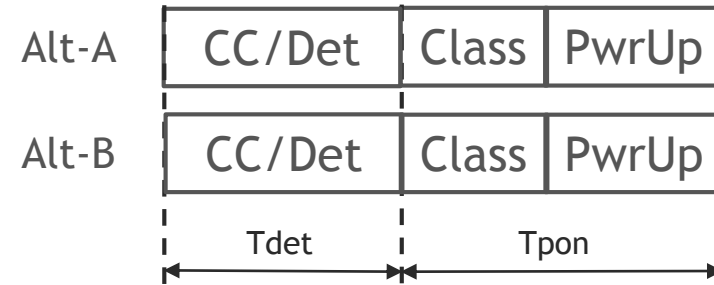 Alt-A CC/Det Class PwrUp
Alt-B CC/Det Class PwrUp
Tdet Tpon